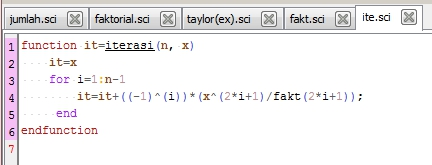 jumlah.sci faktorial.sci taylor(ex).sci fakt.sci ite.sci
1 function it=iterasi(n, x)
2 it=x
3 for i=1:n-1
4 it=it+((-1)^(i))*(x^(2*i+1)/fakt(2*i+1));
5 end
6 endfunction
7